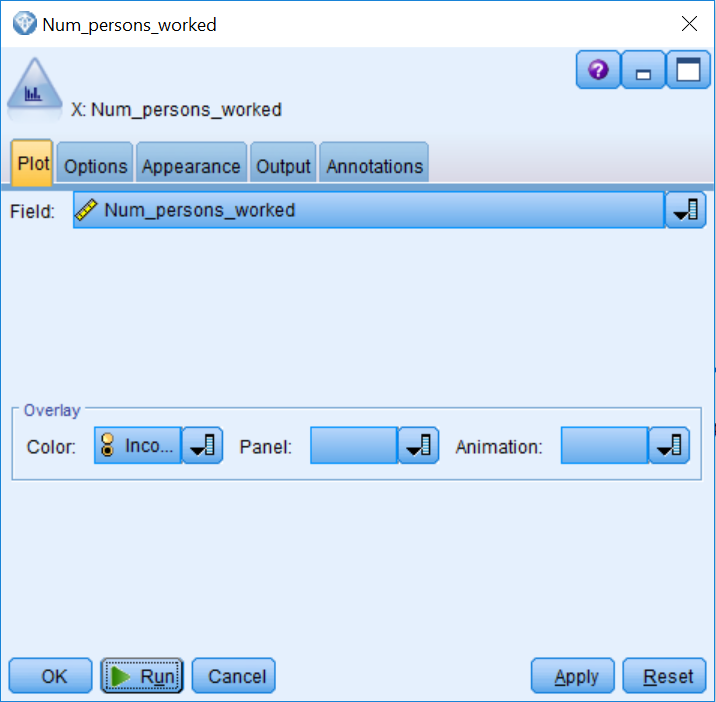 Num_persons_worked
X: Num_persons_worked
Plot Options Appearance Output Annotations
Field: Num_persons_worked
Overlay
Color: Inco... Panel: Animation:
OK Run Cancel Apply Reset